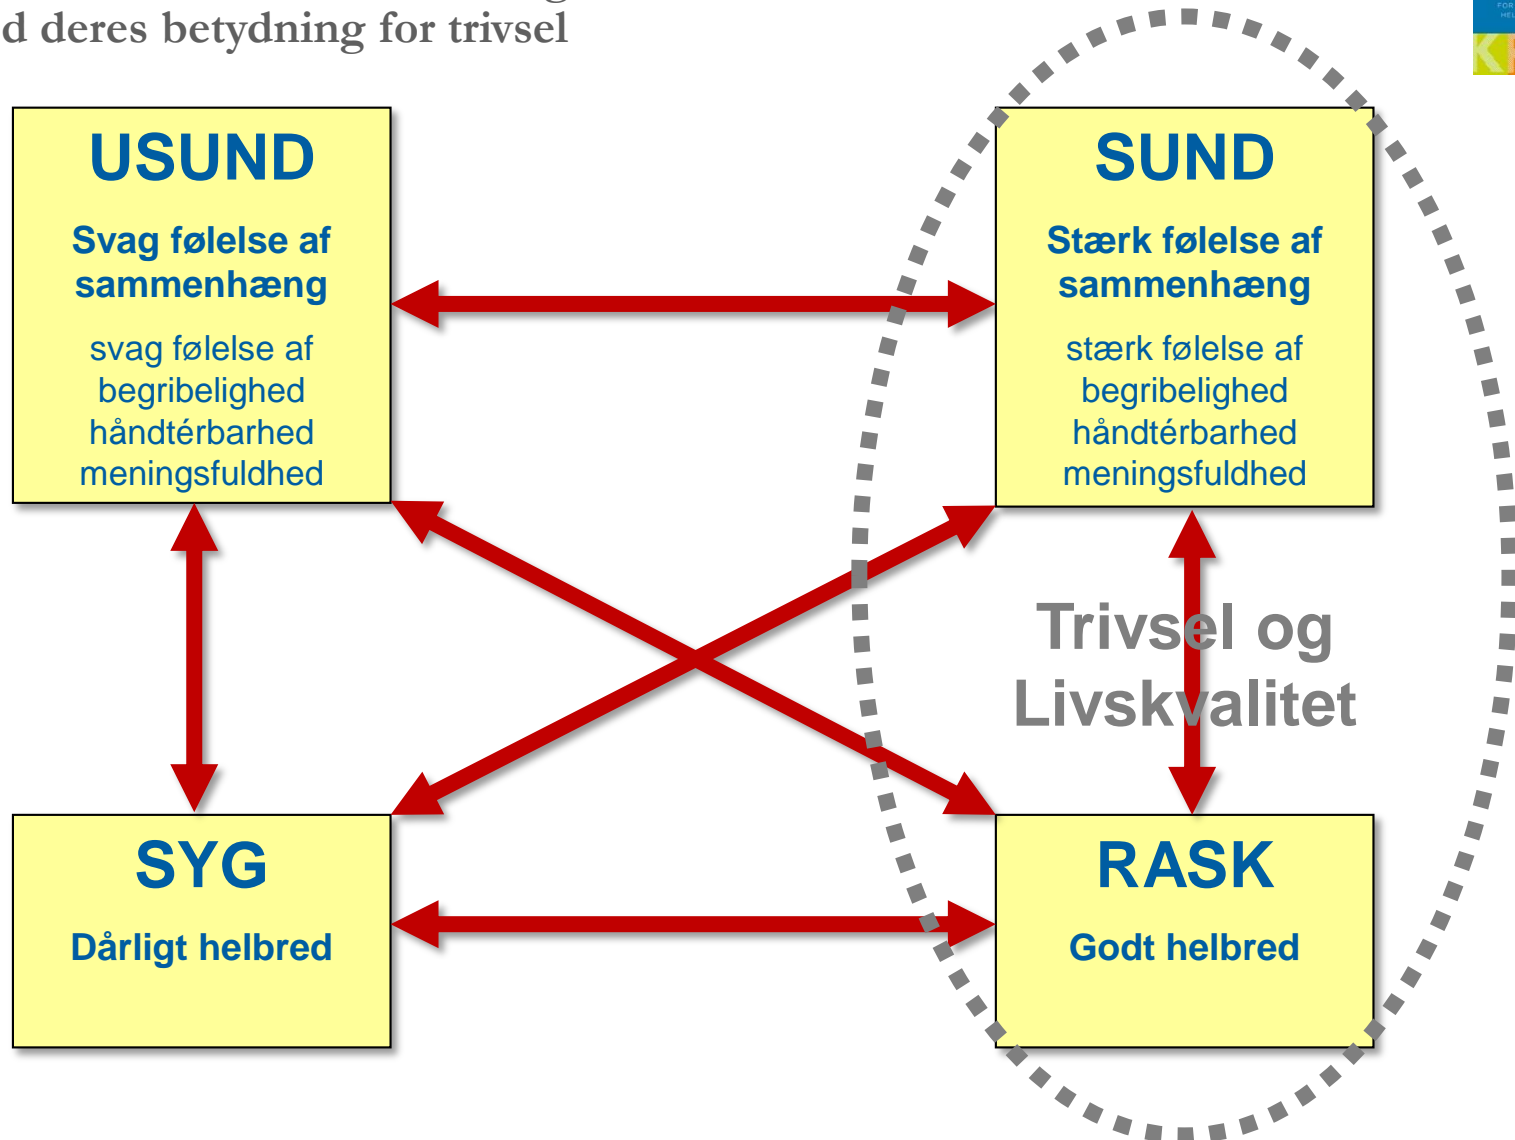 d deres betydning for trivsel
USUND
Svag følelse af
sammenhæng
svag følelse af
begribelighed
håndtérbarhed
meningsfuldhed
SUND
Stærk følelse af
sammenhæng
stærk følelse af
begribelighed
håndtérbarhed
meningsfuldhed
Trivsel og
Livskvalitet
SYG
Dårligt helbred
RASK
Godt helbred